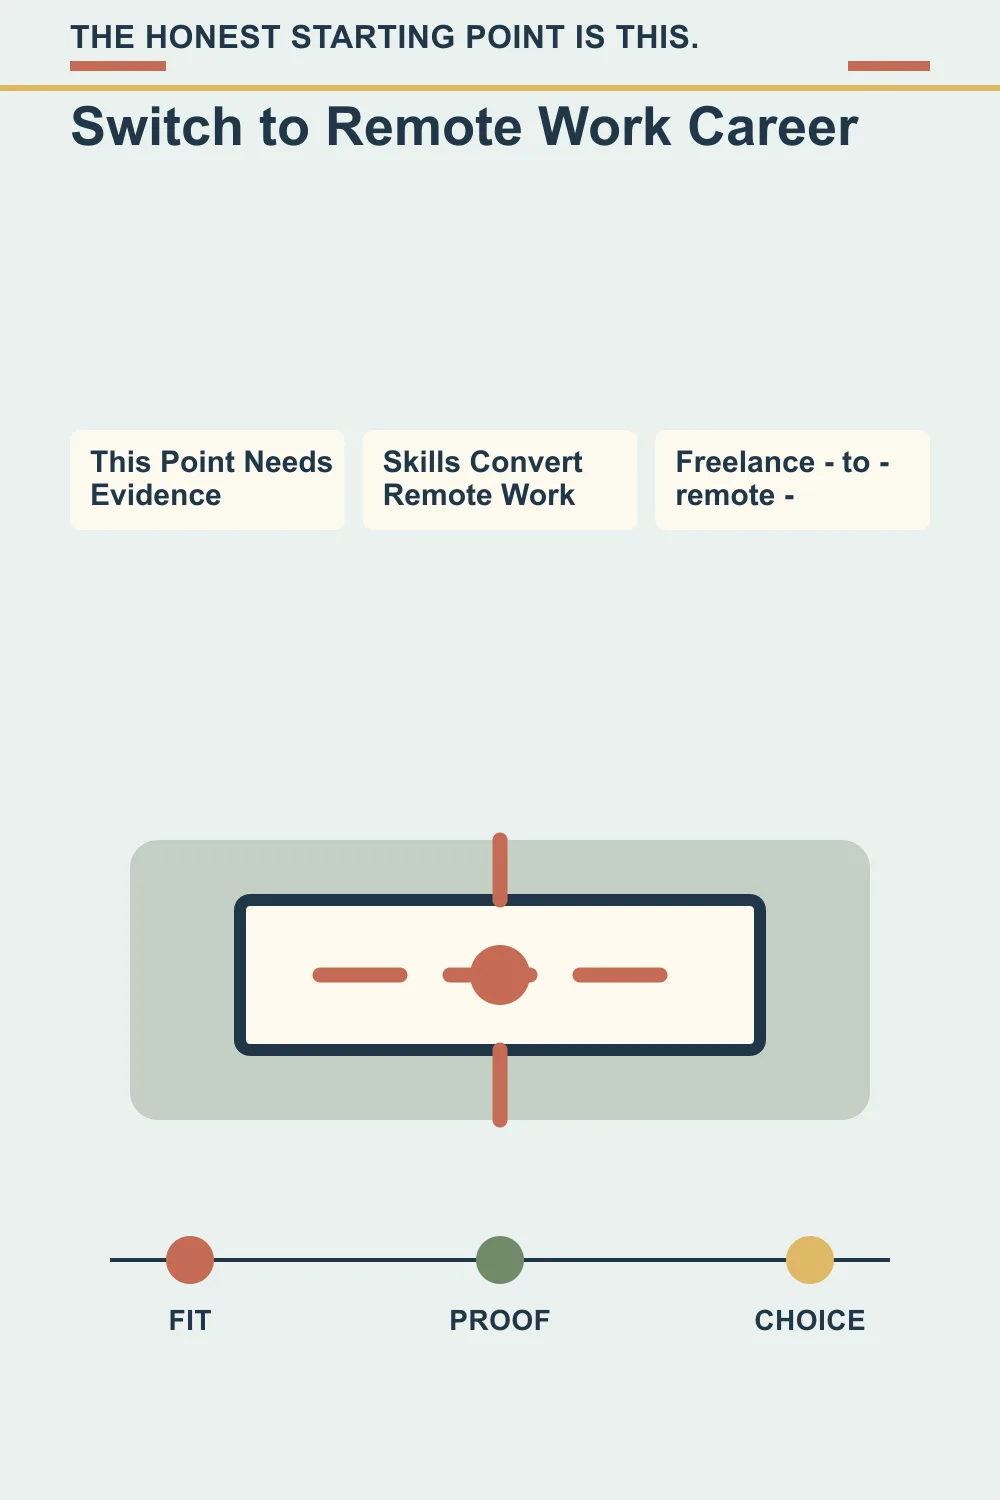 THE HONEST STARTING POINT IS THIS.
Switch to Remote Work Career
This Point Needs
Evidence
Skills Convert
Remote Work
Freelance - to -
remote -
FIT
PROOF
CHOICE